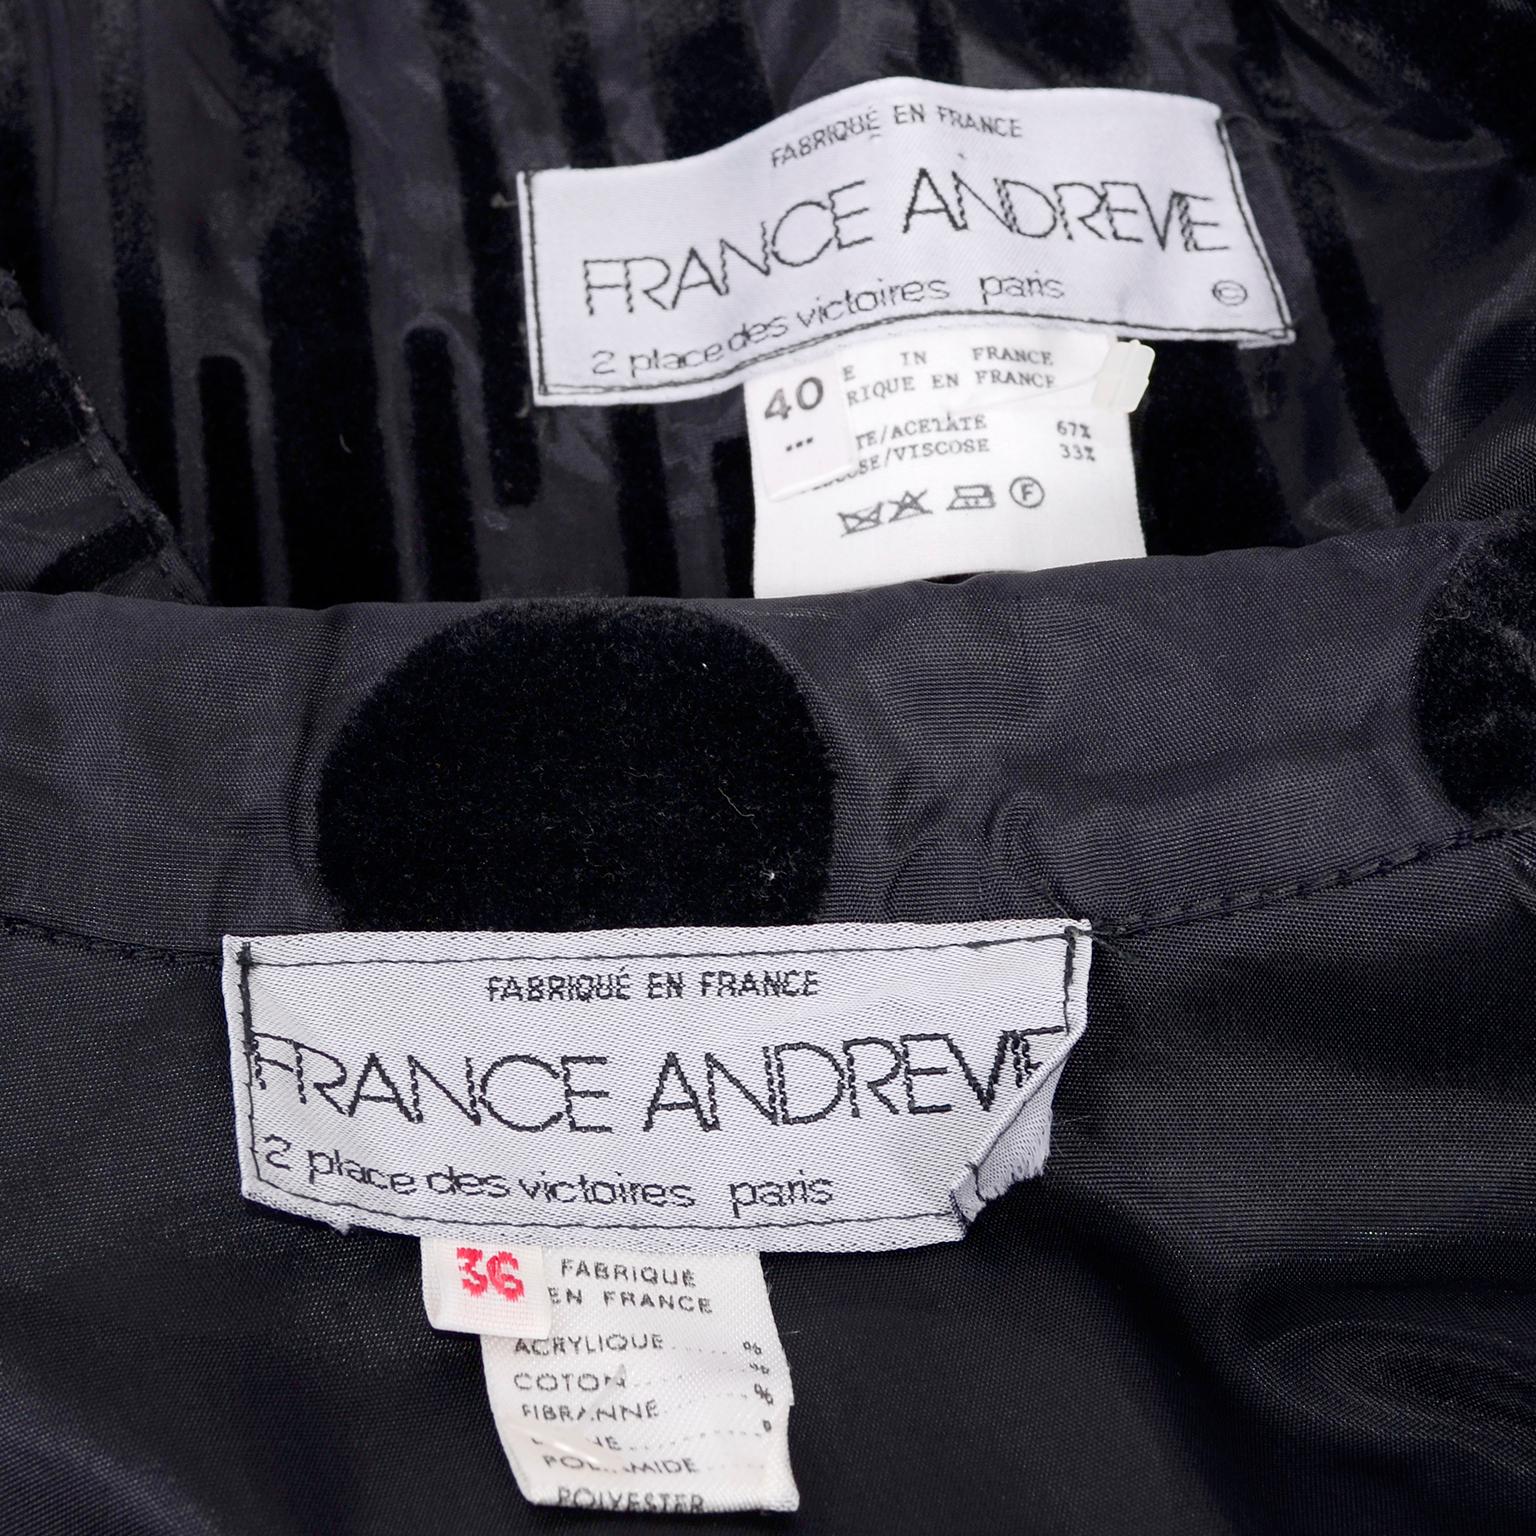 FABRIQUÉ EN FRANCE
FRANCE ANDREVIE
2 place des victoires paris ©
40
E IN FRANCE
RIQUE EN FRANCE
TE/ACETATE 67%
SE/VISCOSE 33%
F
FABRIQUÉ EN FRANCE
FRANCE ANDREVIE
2 place des victoires paris
36
FABRIQUÉ
EN FRANCE
ACRYLIQUE...... %
COTON........ %
FIBRANNE........ %
POLYAMIDE
POLYESTER